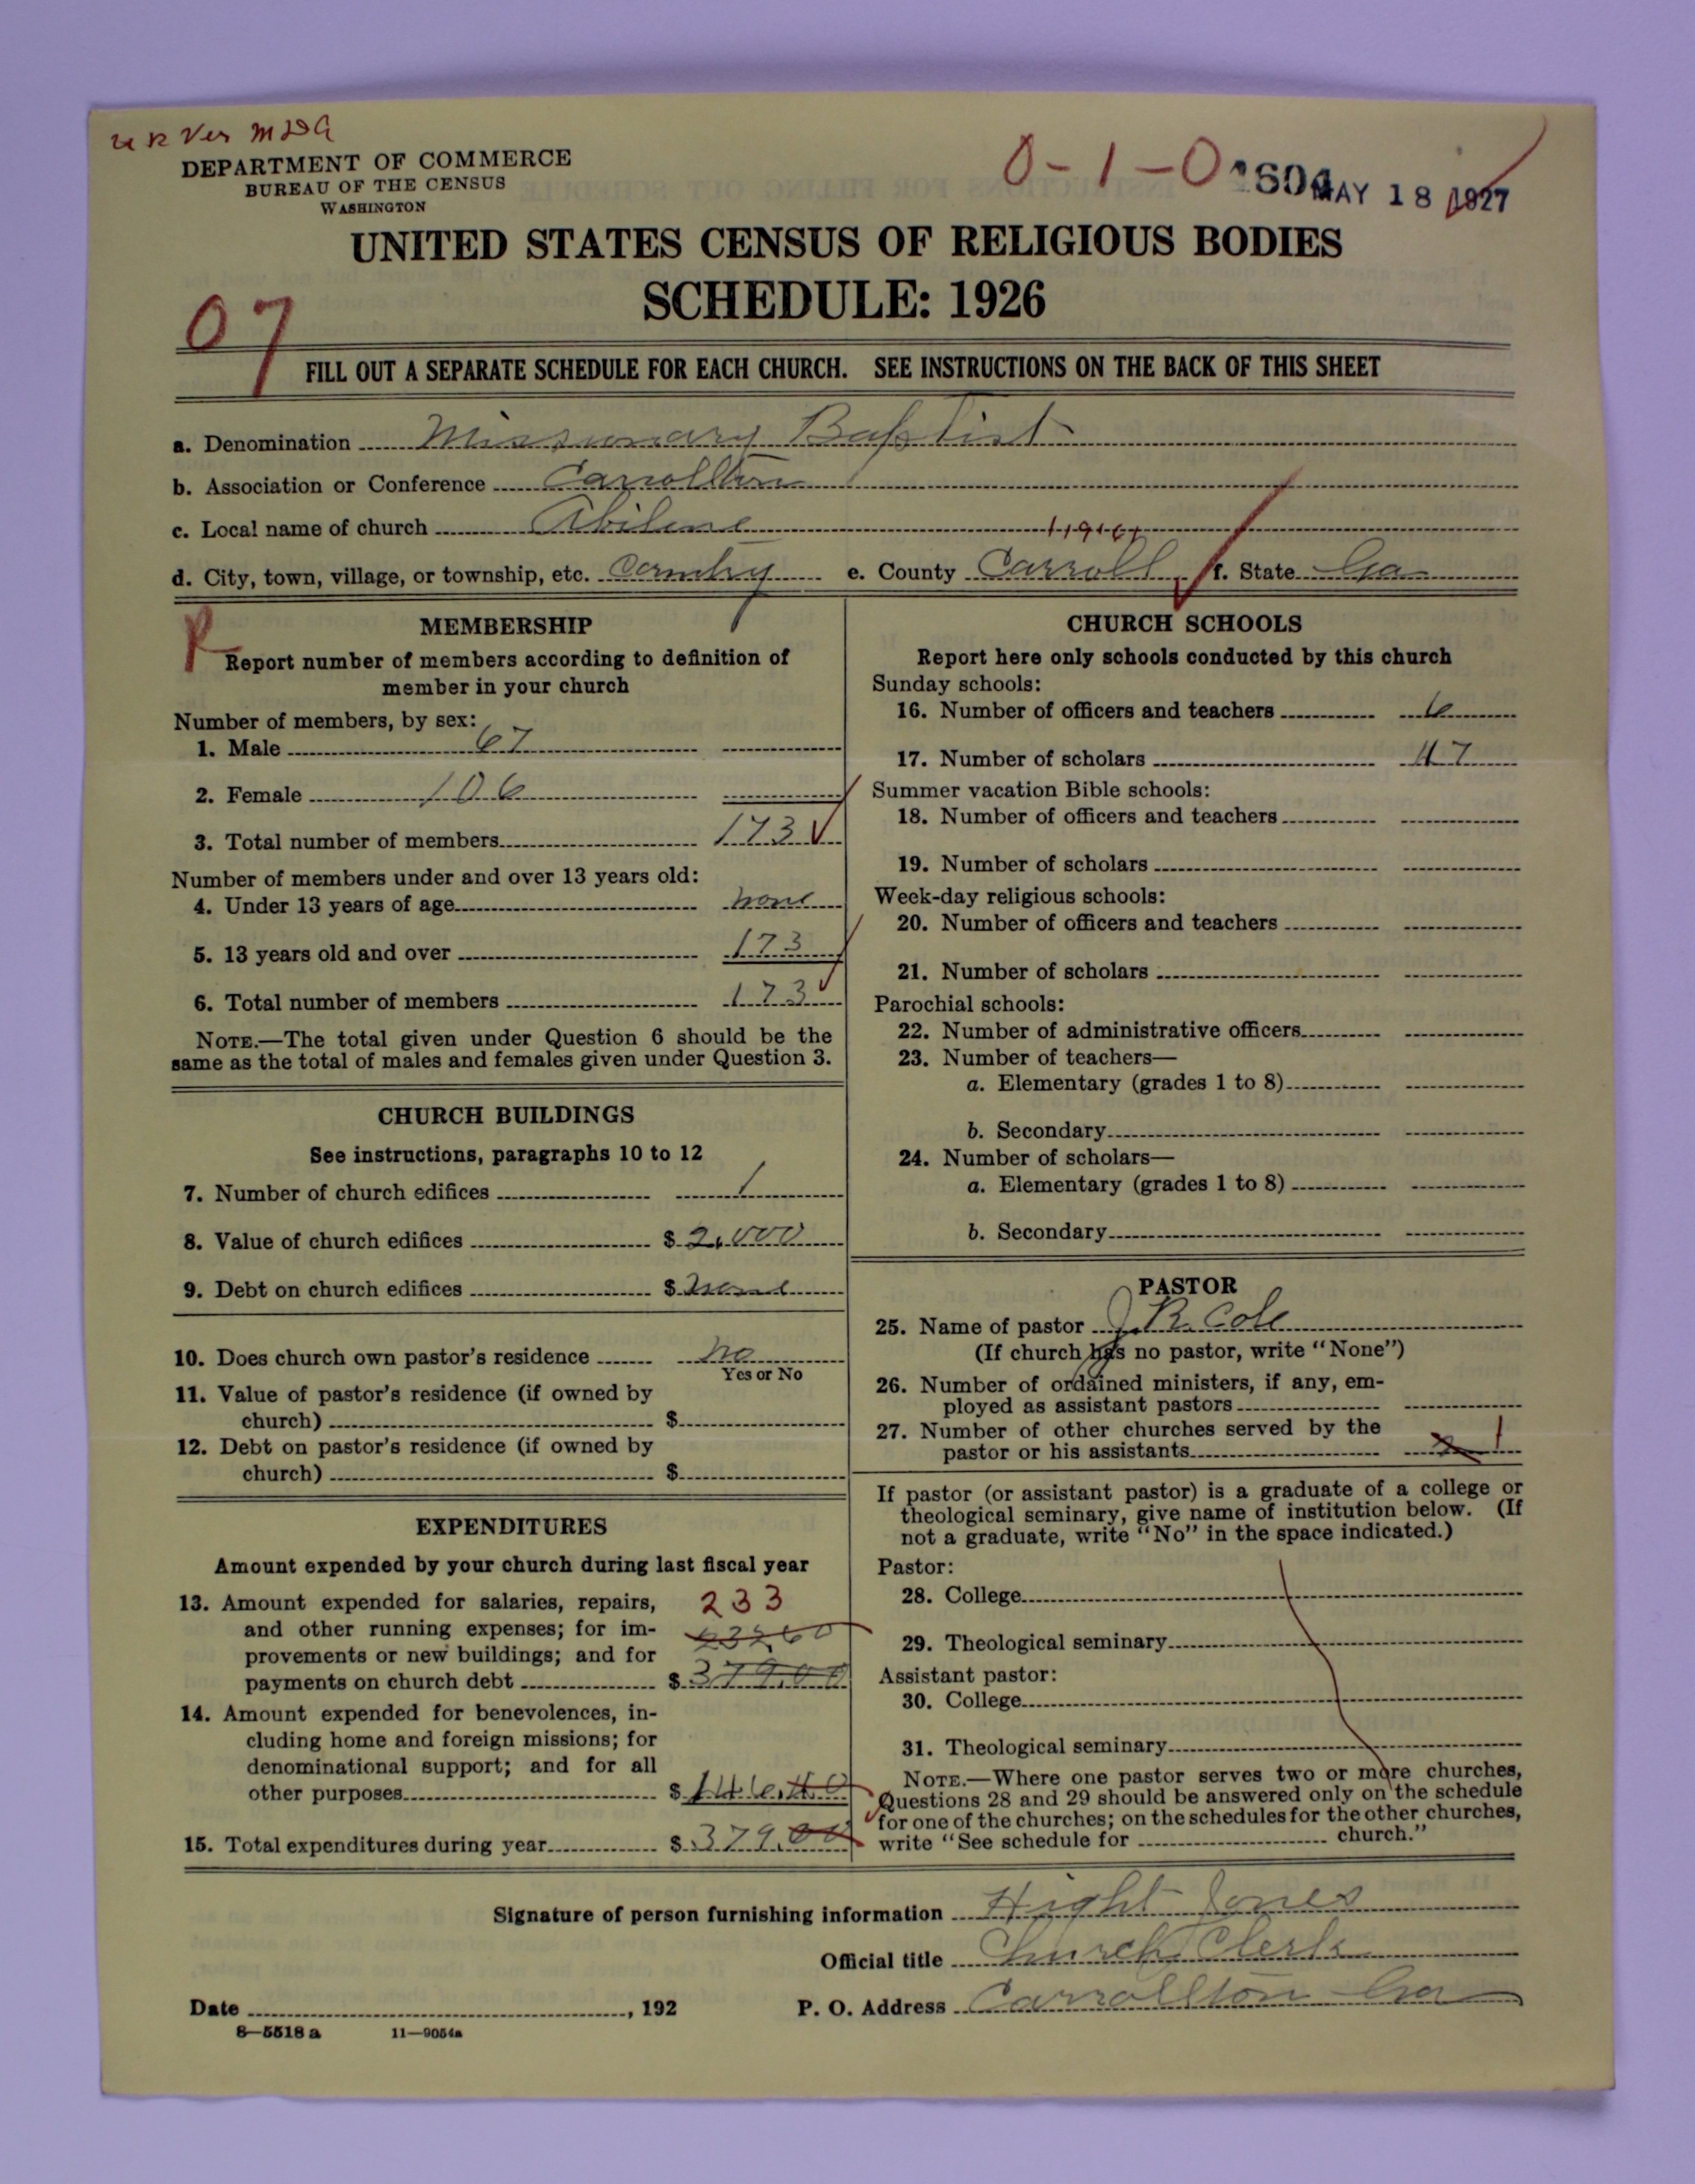 DEPARTMENT OF COMMERCE
BUREAU OF THE CENSUS
WASHINGTON
0-1-0
MAY 18 1927
UNITED STATES CENSUS OF RELIGIOUS BODIES
SCHEDULE: 1926
07
FILL OUT A SEPARATE SCHEDULE FOR EACH CHURCH. SEE INSTRUCTIONS ON THE BACK OF THIS SHEET
a. Denomination Missionary Baptist
b. Association or Conference Carrollton
c. Local name of church Abilene
d. City, town, village, or township, etc. Country e. County Carroll f. State Ga
R
MEMBERSHIP
Report number of members according to definition of
member in your church
Number of members, by sex:
1. Male 67
2. Female 106
3. Total number of members 173
Number of members under and over 13 years old:
4. Under 13 years of age none
5. 13 years old and over 173
6. Total number of members 173
NOTE.—The total given under Question 6 should be the
same as the total of males and females given under Question 3.
CHURCH BUILDINGS
See instructions, paragraphs 10 to 12
7. Number of church edifices 1
8. Value of church edifices $ 2,000
9. Debt on church edifices $ none
10. Does church own pastor's residence no
Yes or No
11. Value of pastor's residence (if owned by
church) $
12. Debt on pastor's residence (if owned by
church) $
EXPENDITURES
Amount expended by your church during last fiscal year
13. Amount expended for salaries, repairs, 233
and other running expenses; for im-
provements or new buildings; and for
payments on church debt $ 379.00
14. Amount expended for benevolences, in-
cluding home and foreign missions; for
denominational support; and for all
other purposes $ 146.40
15. Total expenditures during year $ 379.00
CHURCH SCHOOLS
Report here only schools conducted by this church
Sunday schools:
16. Number of officers and teachers 6
17. Number of scholars 47
Summer vacation Bible schools:
18. Number of officers and teachers
19. Number of scholars
Week-day religious schools:
20. Number of officers and teachers
21. Number of scholars
Parochial schools:
22. Number of administrative officers
23. Number of teachers—
a. Elementary (grades 1 to 8)
b. Secondary
24. Number of scholars—
a. Elementary (grades 1 to 8)
b. Secondary
PASTOR
25. Name of pastor J. R. Cole
(If church has no pastor, write "None")
26. Number of ordained ministers, if any, em-
ployed as assistant pastors
27. Number of other churches served by the
pastor or his assistants 1
If pastor (or assistant pastor) is a graduate of a college or
theological seminary, give name of institution below. (If
not a graduate, write "No" in the space indicated.)
Pastor:
28. College
29. Theological seminary
Assistant pastor:
30. College
31. Theological seminary
NOTE.—Where one pastor serves two or more churches,
Questions 28 and 29 should be answered only on the schedule
for one of the churches; on the schedules for the other churches,
write "See schedule for church."
Signature of person furnishing information Hight Jones
Official title Church Clerk
Date , 192 P. O. Address Carrollton Ga
8—5518 a 11—9054a